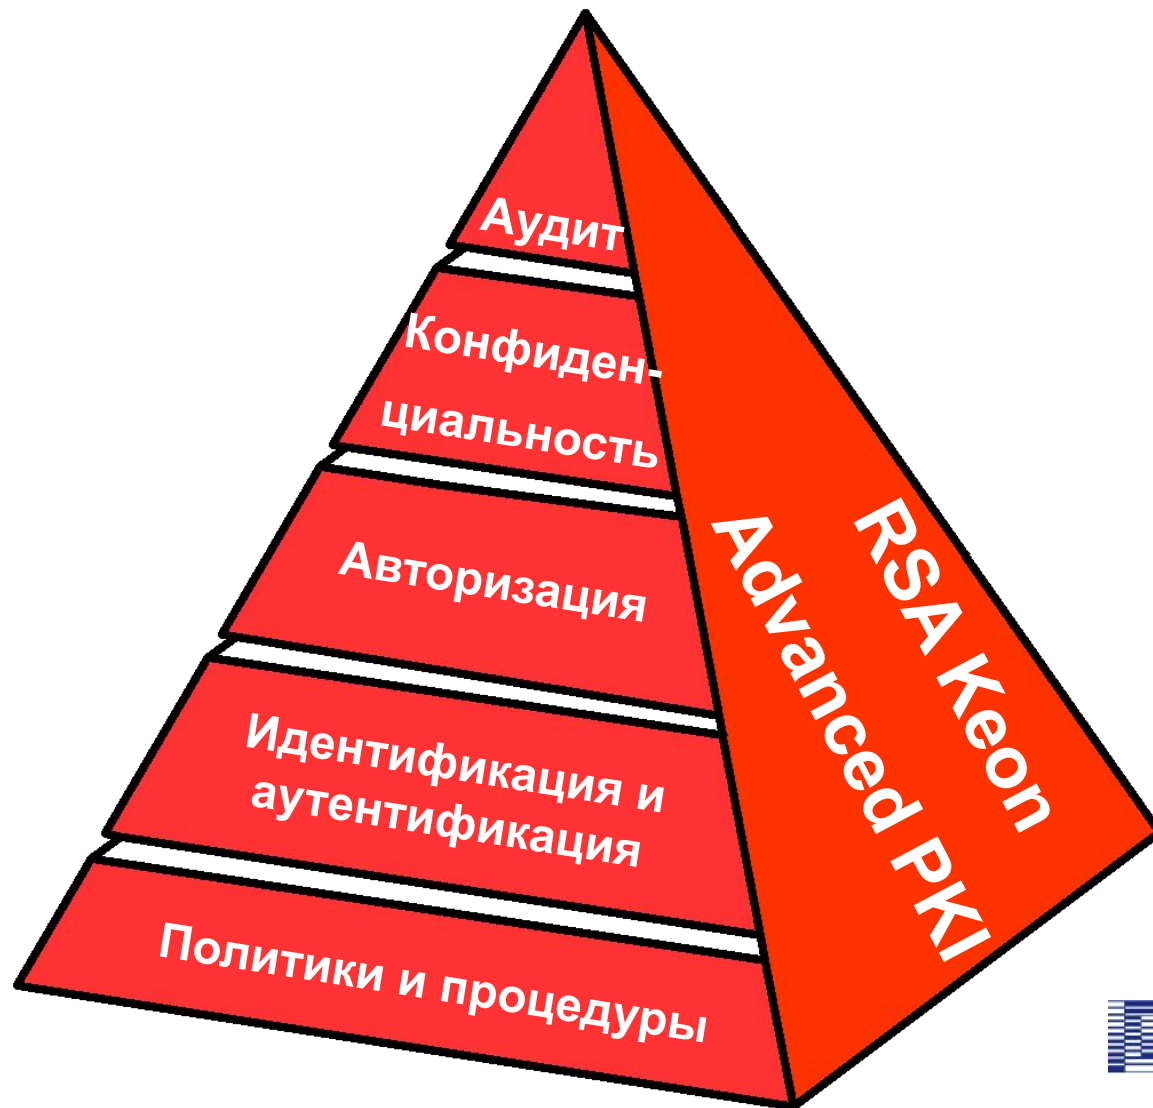 Аудит
Конфиден-
циальность
Авторизация
Идентификация и
аутентификация
Политики и процедуры
RSA Keon
Advanced PKI